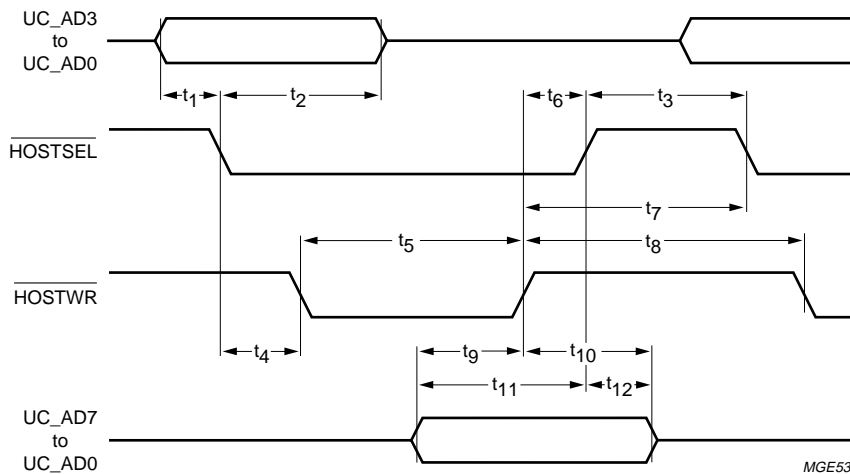 UC_AD3
to
UC_AD0
t1
t2
t6
t3
HOSTSEL
t7
t5
t8
HOSTWR
t4
t9
t10
t11
t12
UC_AD7
to
UC_AD0
MGE53